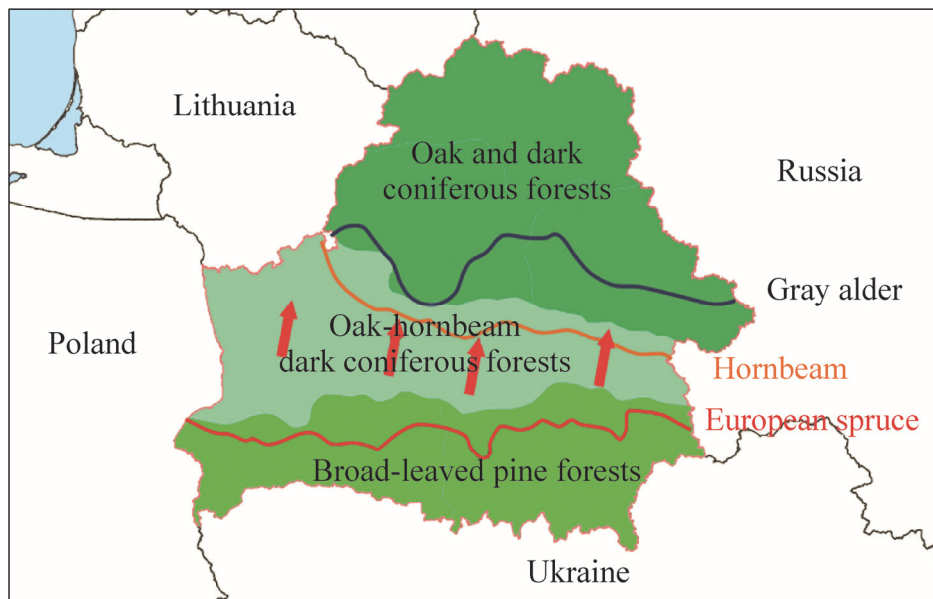 Lithuania
Oak and dark
coniferous forests
Russia
Gray alder
Poland
Oak-hornbeam
dark coniferous forests
Hornbeam
European spruce
Broad-leaved pine forests
Ukraine